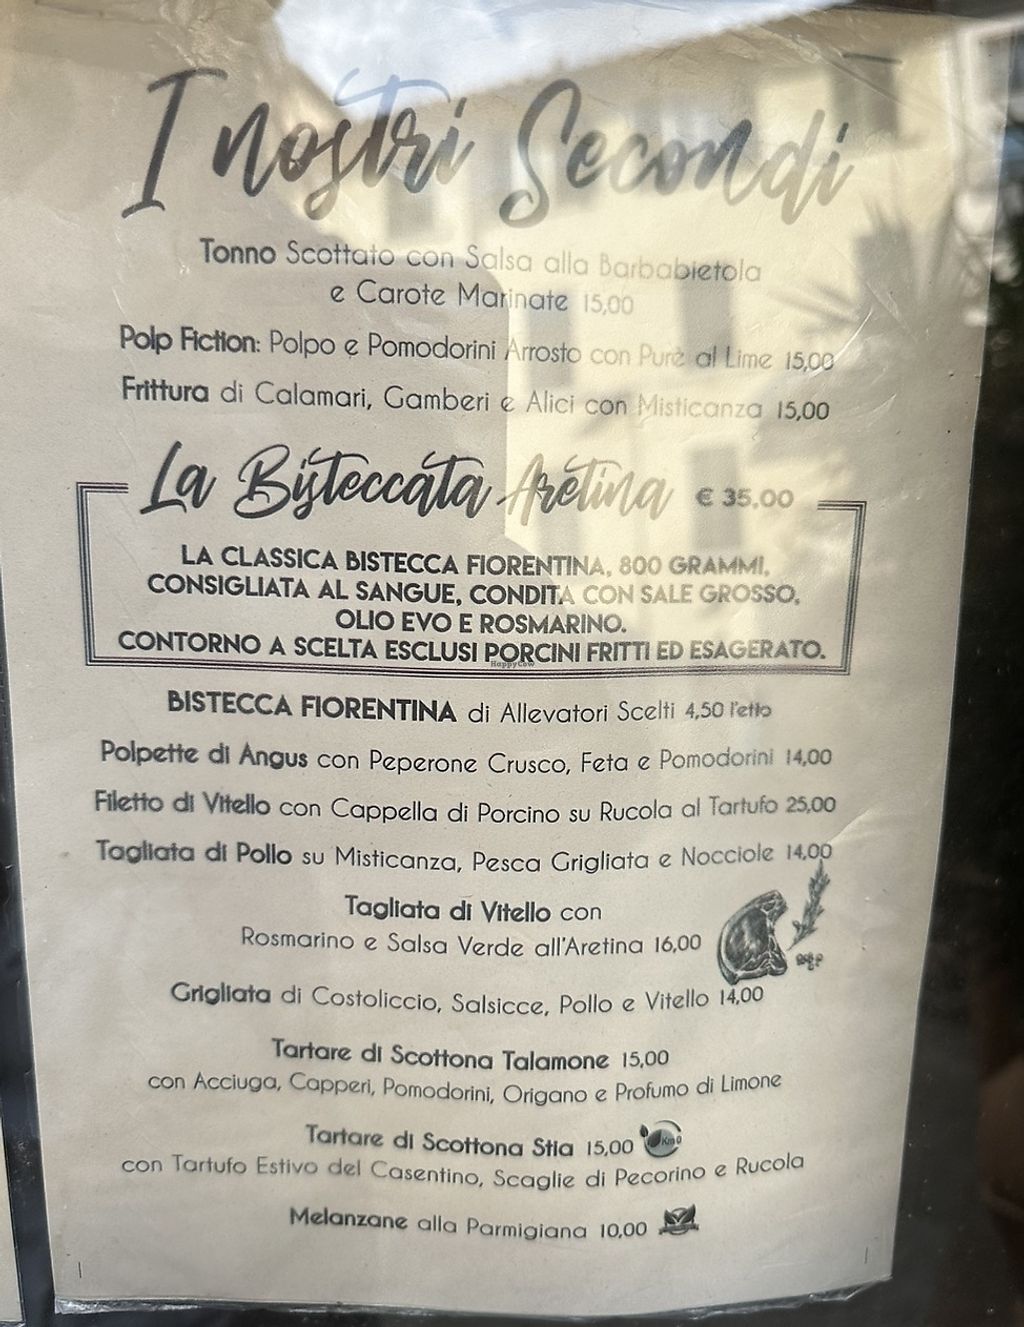 I nostri Secondi
Tonno Scottato con Salsa alla Barbabietola
e Carote Marinate 15,00
Polp Fiction: Polpo e Pomodorini Arrosto con Purè al Lime 15,00
Frittura di Calamari, Gamberi e Alici con Misticanza 15,00
La Bisteccata Aretina € 35,00
LA CLASSICA BISTECCA FIORENTINA, 800 GRAMMI,
CONSIGLIATA AL SANGUE, CONDITA CON SALE GROSSO,
OLIO EVO E ROSMARINO.
CONTORNO A SCELTA ESCLUSI PORCINI FRITTI ED ESAGERATO.
HappyCow
BISTECCA FIORENTINA di Allevatori Scelti 4,50 l'etto
Polpette di Angus con Peperone Crusco, Feta e Pomodorini 14,00
Filetto di Vitello con Cappella di Porcino su Rucola al Tartufo 25,00
Tagliata di Pollo su Misticanza, Pesca Grigliata e Nocciole 14,00
Tagliata di Vitello con
Rosmarino e Salsa Verde all'Aretina 16,00
Grigliata di Costoliccio, Salsicce, Pollo e Vitello 14,00
Tartare di Scottona Talamone 15,00
con Acciuga, Capperi, Pomodorini, Origano e Profumo di Limone
Tartare di Scottona Stia 15,00 Km 0
con Tartufo Estivo del Casentino, Scaglie di Pecorino e Rucola
Melanzane alla Parmigiana 10,00